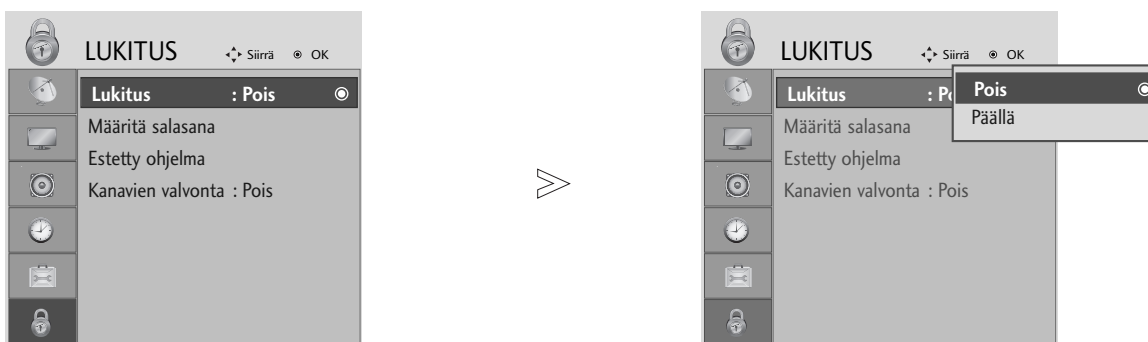 LUKITUS Siirrä OK
Lukitus : Pois
Määritä salasana
Estetty ohjelma
Kanavien valvonta : Pois
LUKITUS Siirrä OK
Lukitus : Po
Pois
Päällä
Määritä salasana
Estetty ohjelma
Kanavien valvonta : Pois